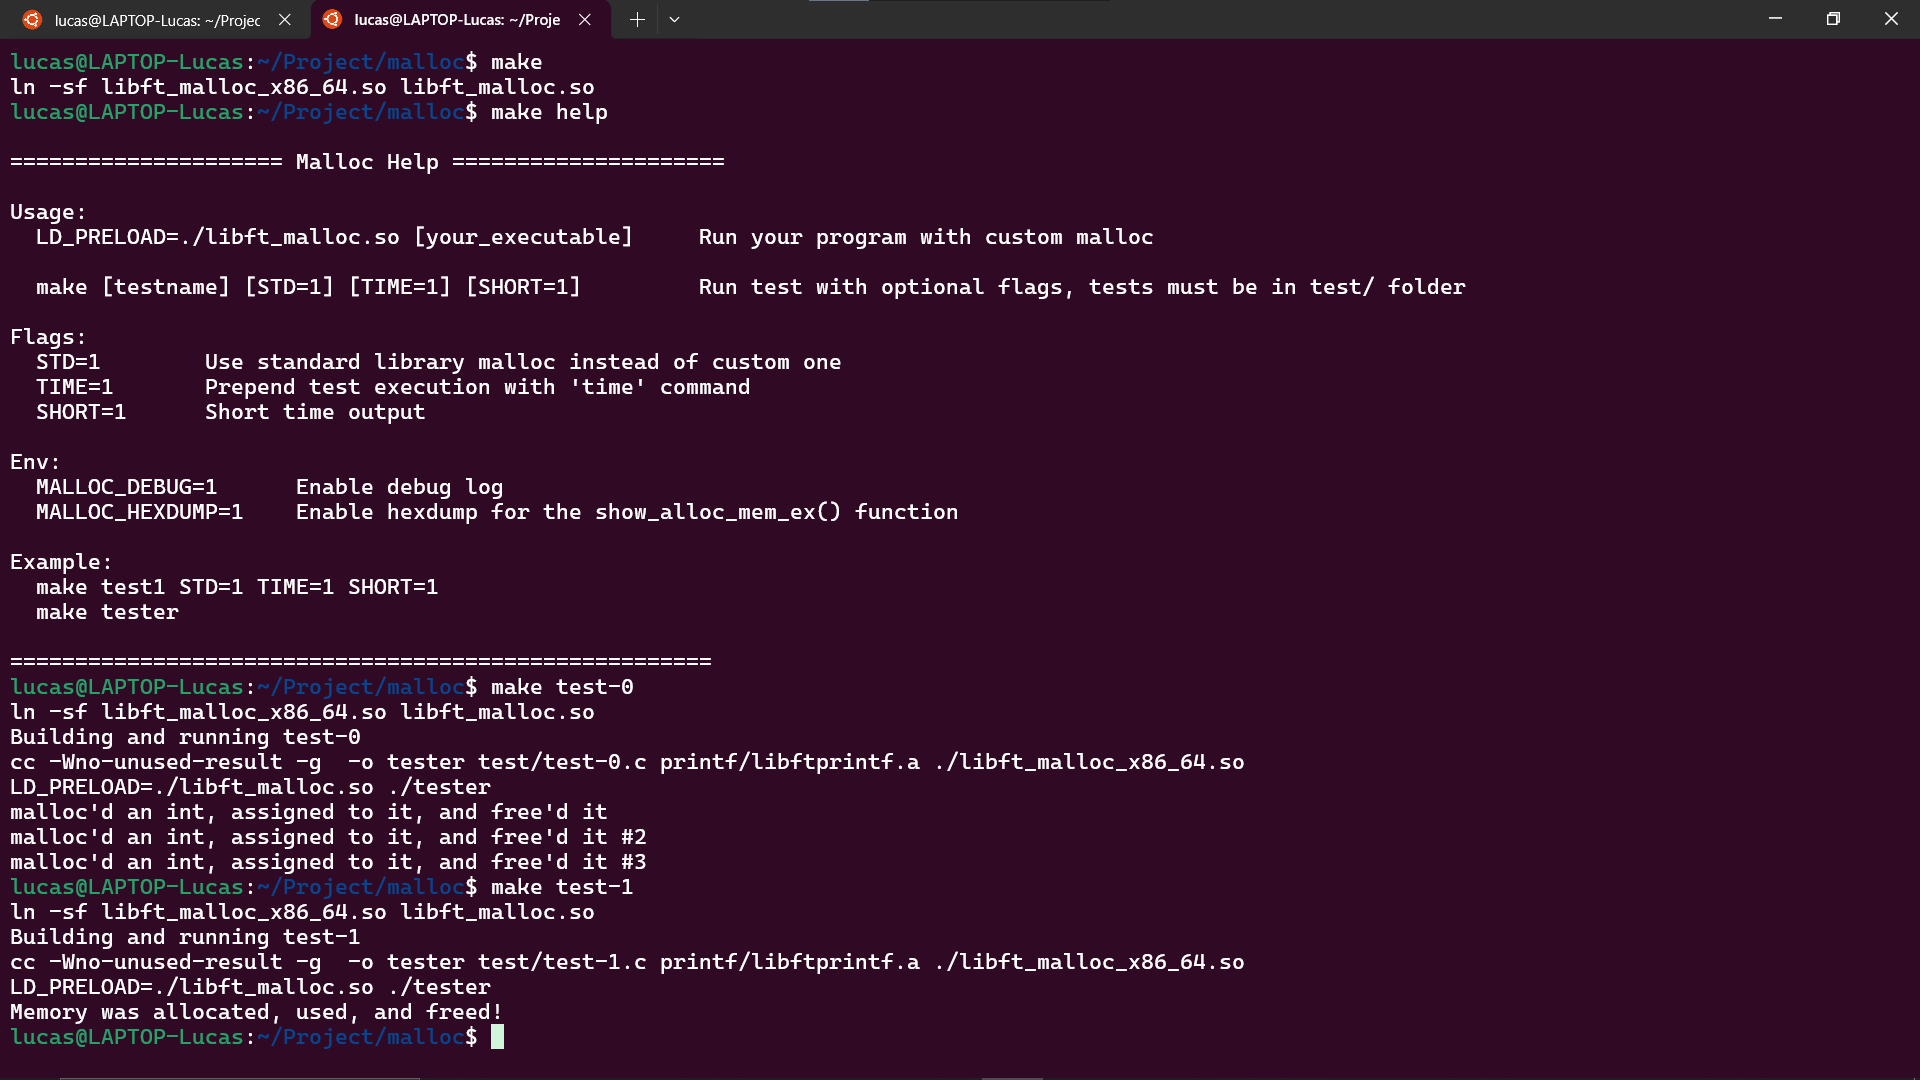 lucas@LAPTOP-Lucas: ~/Projec
lucas@LAPTOP-Lucas: ~/Proje
lucas@LAPTOP-Lucas:~/Project/malloc$ make
ln -sf libft_malloc_x86_64.so libft_malloc.so
lucas@LAPTOP-Lucas:~/Project/malloc$ make help
===================== Malloc Help =====================
Usage:
  LD_PRELOAD=./libft_malloc.so [your_executable]     Run your program with custom malloc
  make [testname] [STD=1] [TIME=1] [SHORT=1]         Run test with optional flags, tests must be in test/ folder
Flags:
  STD=1        Use standard library malloc instead of custom one
  TIME=1       Prepend test execution with 'time' command
  SHORT=1      Short time output
Env:
  MALLOC_DEBUG=1      Enable debug log
  MALLOC_HEXDUMP=1    Enable hexdump for the show_alloc_mem_ex() function
Example:
  make test1 STD=1 TIME=1 SHORT=1
  make tester
======================================================
lucas@LAPTOP-Lucas:~/Project/malloc$ make test-0
ln -sf libft_malloc_x86_64.so libft_malloc.so
Building and running test-0
cc -Wno-unused-result -g  -o tester test/test-0.c printf/libftprintf.a ./libft_malloc_x86_64.so
LD_PRELOAD=./libft_malloc.so ./tester
malloc'd an int, assigned to it, and free'd it
malloc'd an int, assigned to it, and free'd it #2
malloc'd an int, assigned to it, and free'd it #3
lucas@LAPTOP-Lucas:~/Project/malloc$ make test-1
ln -sf libft_malloc_x86_64.so libft_malloc.so
Building and running test-1
cc -Wno-unused-result -g  -o tester test/test-1.c printf/libftprintf.a ./libft_malloc_x86_64.so
LD_PRELOAD=./libft_malloc.so ./tester
Memory was allocated, used, and freed!
lucas@LAPTOP-Lucas:~/Project/malloc$